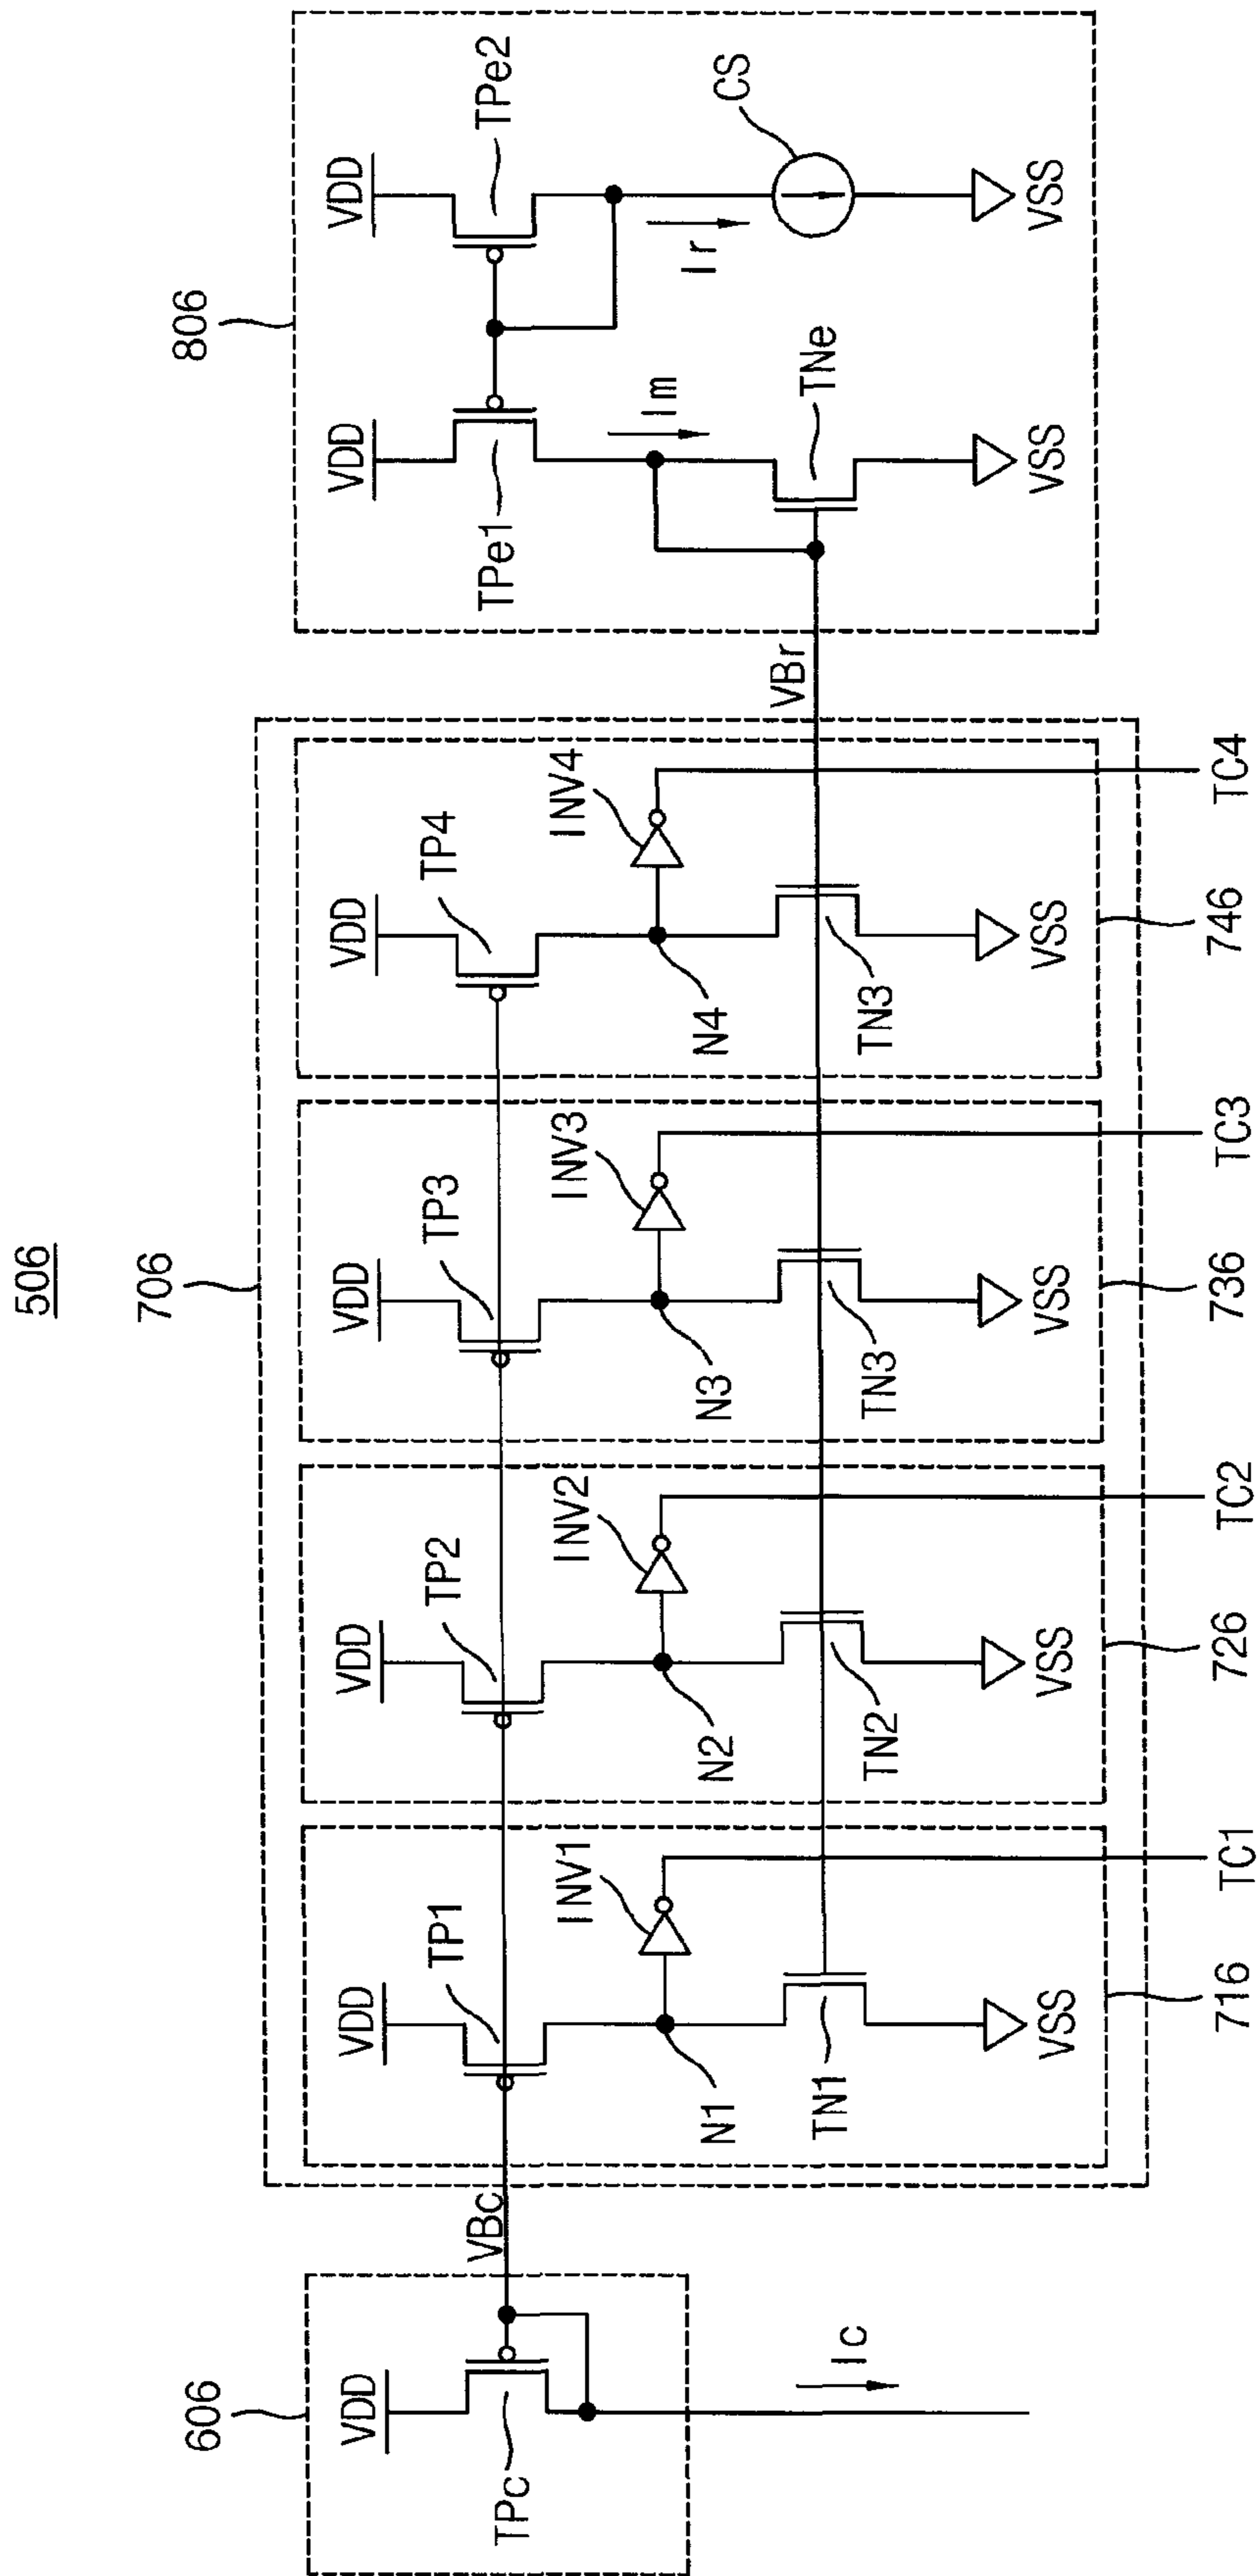 506
606
706
806
VDD
VDD
VDD
VDD
VDD
VDD
VDD
TPc
TP1
TP2
TP3
TP4
TPe1
TPe2
VBc
INV1
INV2
INV3
INV4
Im
Ir
N1
N2
N3
N4
Ic
TN1
TN2
TN3
TN3
VBr
TNe
CS
VSS
VSS
VSS
VSS
VSS
VSS
716
TC1
726
TC2
736
TC3
746
TC4